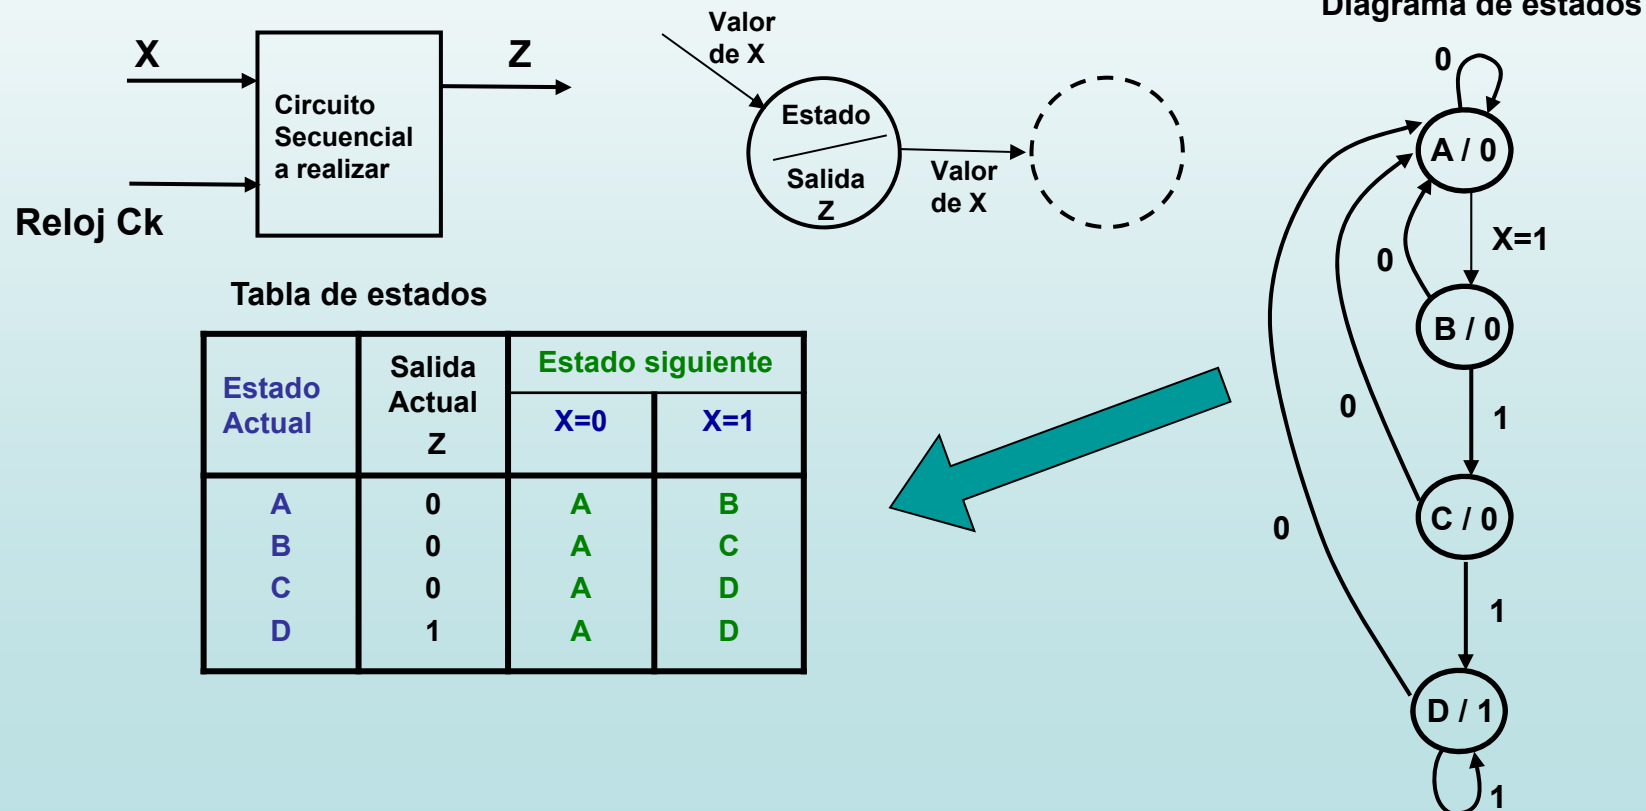 Diagrama de estados
X
Z
Circuito
Secuencial
a realizar
Reloj Ck
Valor
de X
Estado
Salida
Z
Valor
de X
Tabla de estados
Estado
Actual
Salida
Actual
Z
Estado siguiente
X=0
X=1
A 0 A B
B 0 A C
C 0 A D
D 1 A D
0
A / 0
X=1
0
B / 0
0
1
C / 0
0
1
D / 1
1